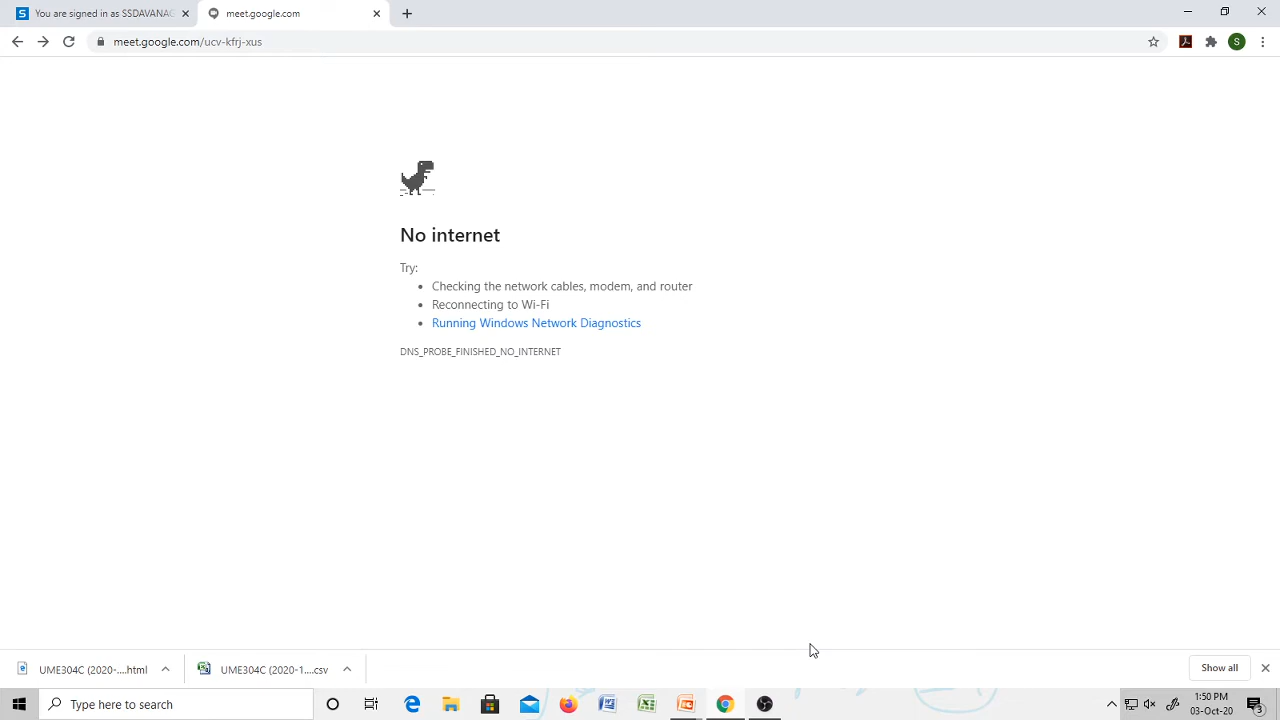 You are signed in as SSDAVANAG
meet.google.com
meet.google.com/ucv-kfrj-xus
S
No internet
Try:
Checking the network cables, modem, and router
Reconnecting to Wi-Fi
Running Windows Network Diagnostics
DNS_PROBE_FINISHED_NO_INTERNET
UME304C (2020-....html
UME304C (2020-1....csv
Show all
Type here to search
1:50 PM
03-Oct-20
3